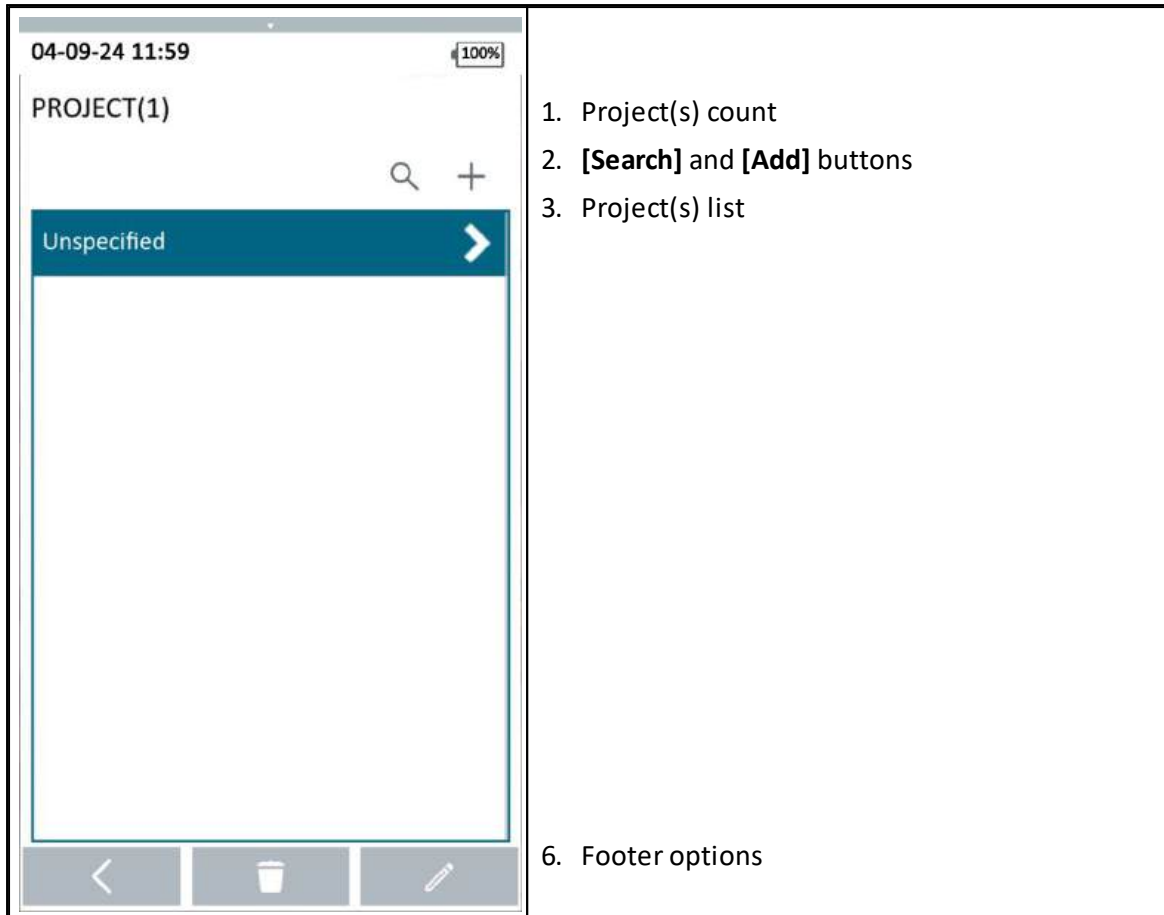 04-09-24 11:59
100%
PROJECT(1)
Unspecified
1. Project(s) count
2. [Search] and [Add] buttons
3. Project(s) list
6. Footer options